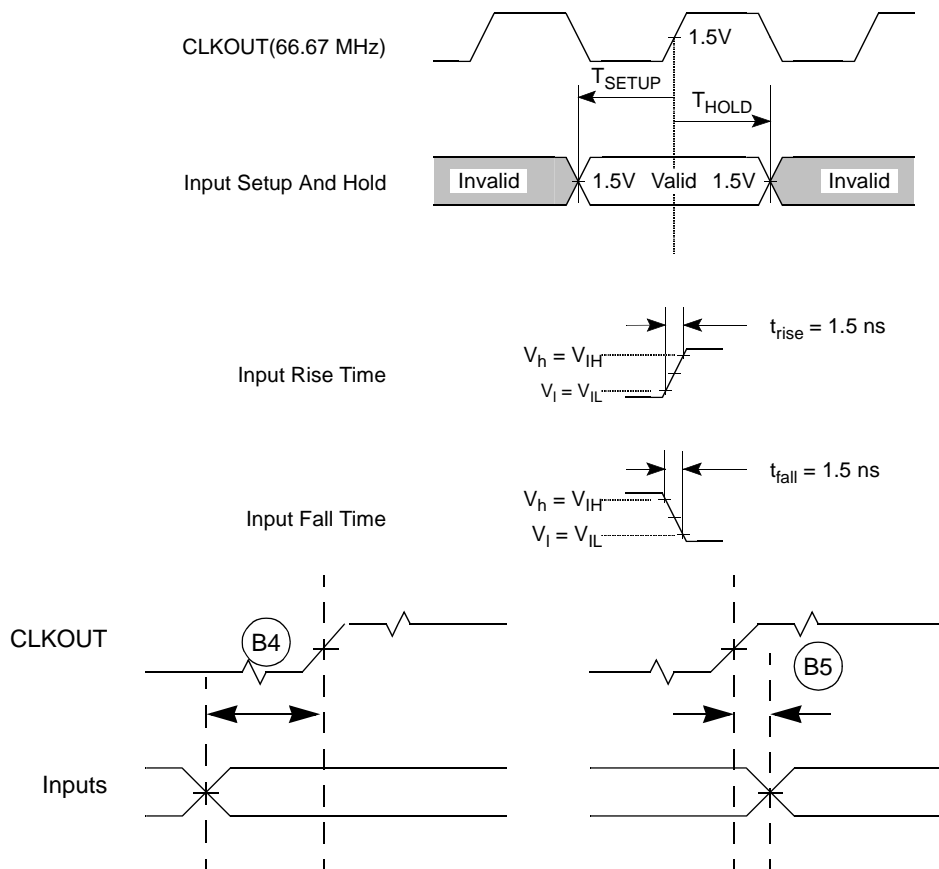 CLKOUT(66.67 MHz)
1.5V
TSETUP
THOLD
Input Setup And Hold
Invalid
1.5V Valid 1.5V
Invalid
trise = 1.5 ns
Vh = VIH
Input Rise Time
Vl = VIL
tfall = 1.5 ns
Vh = VIH
Input Fall Time
Vl = VIL
CLKOUT
B4
B5
Inputs